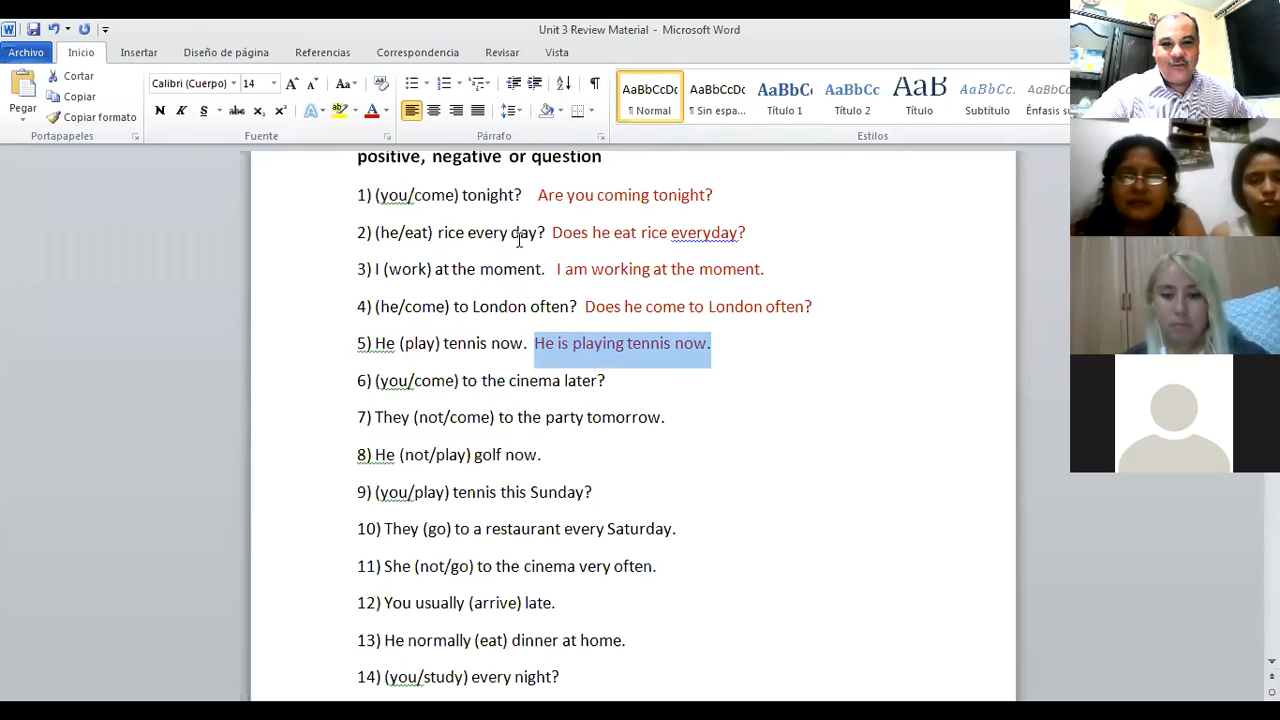 Unit 3 Review Material - Microsoft Word
Archivo Inicio Insertar Diseño de página Referencias Correspondencia Revisar Vista
Pegar
Cortar
Copiar
Copiar formato
Portapapeles
Calibri (Cuerpo) 14
N K S abc x₂ x²
Fuente
Párrafo
AaBbCcDc AaBbCcDc AaBbC AaBbCc AaB AaBbCc. AaBbCcDc
¶ Normal ¶ Sin espa... Título 1 Título 2 Título Subtítulo Énfasis su
Estilos
positive, negative or question
1) (you/come) tonight? Are you coming tonight?
2) (he/eat) rice every day? Does he eat rice everyday?
3) I (work) at the moment. I am working at the moment.
4) (he/come) to London often? Does he come to London often?
5) He (play) tennis now. He is playing tennis now.
6) (you/come) to the cinema later?
7) They (not/come) to the party tomorrow.
8) He (not/play) golf now.
9) (you/play) tennis this Sunday?
10) They (go) to a restaurant every Saturday.
11) She (not/go) to the cinema very often.
12) You usually (arrive) late.
13) He normally (eat) dinner at home.
14) (you/study) every night?